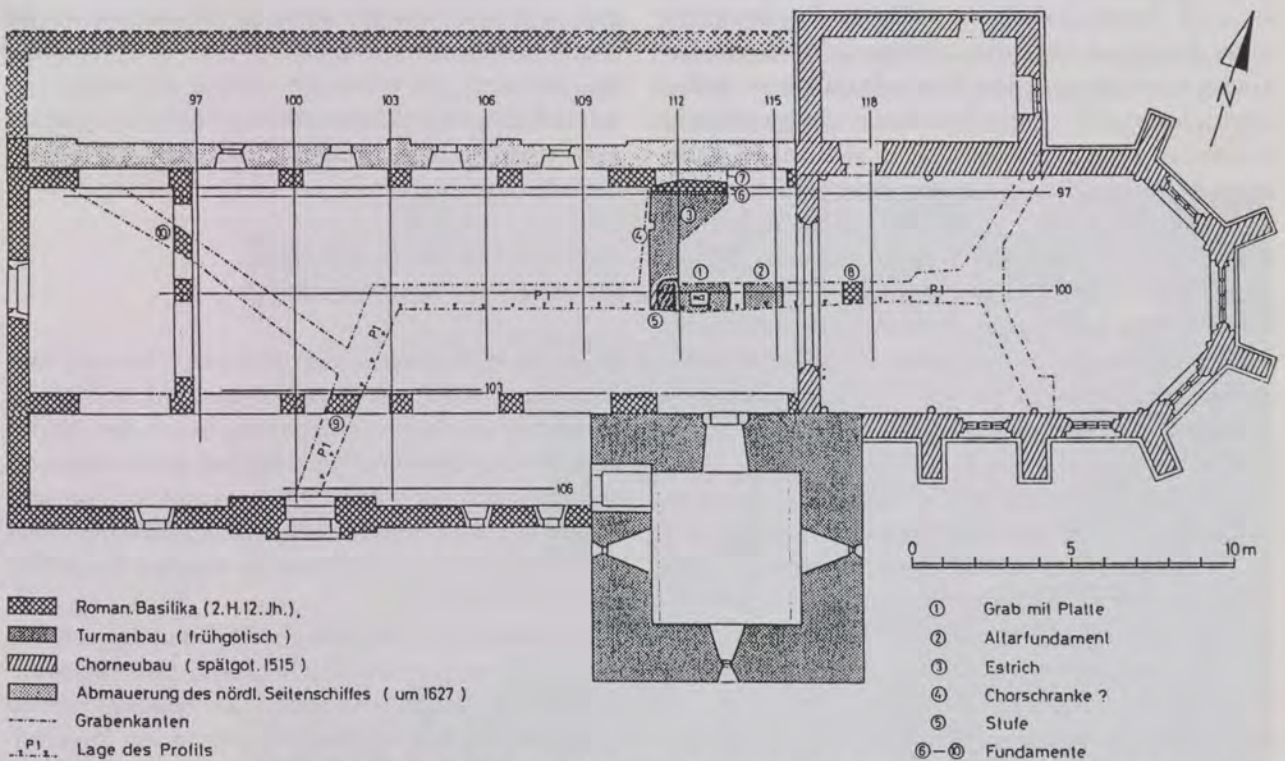 97 100 103 106 109 112 115 118
N
⑦
⑥
97
③
⑩
④
① ②
⑧
P 1
P 1
100
⑤
P1
103
⑨
P1
106
0 5 10 m
Roman. Basilika (2.H.12.Jh.),
Turmanbau ( frühgotisch )
Chorneubau ( spätgot. 1515 )
Abmauerung des nördl. Seitenschiffes ( um 1627 )
Grabenkanten
P1 Lage des Profils
① Grab mit Platte
② Altarfundament
③ Estrich
④ Chorschranke ?
⑤ Stufe
⑥–⑩ Fundamente